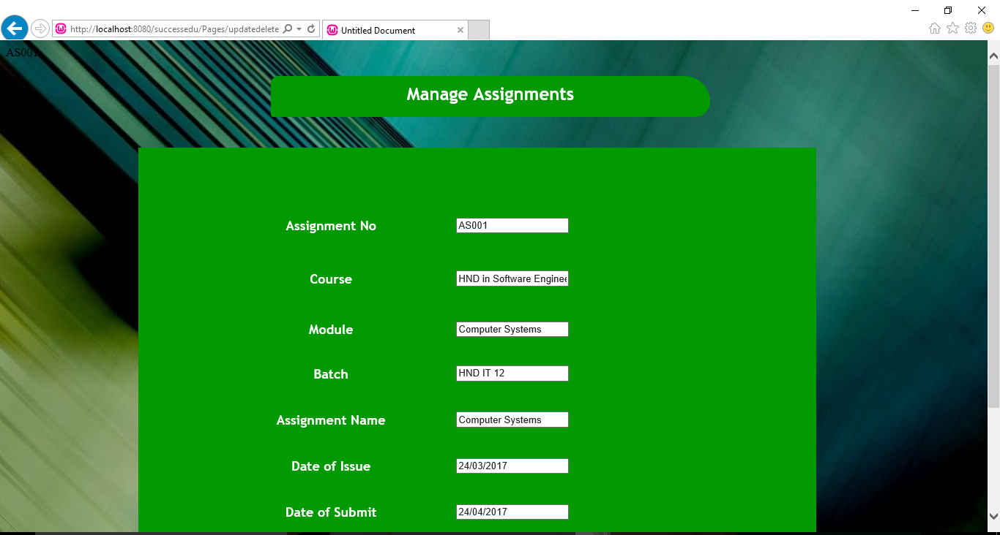 http://localhost:8080/successedu/Pages/updatedelete
Untitled Document
AS001
Manage Assignments
Assignment No AS001
Course HND in Software Enginee
Module Computer Systems
Batch HND IT 12
Assignment Name Computer Systems
Date of Issue 24/03/2017
Date of Submit 24/04/2017